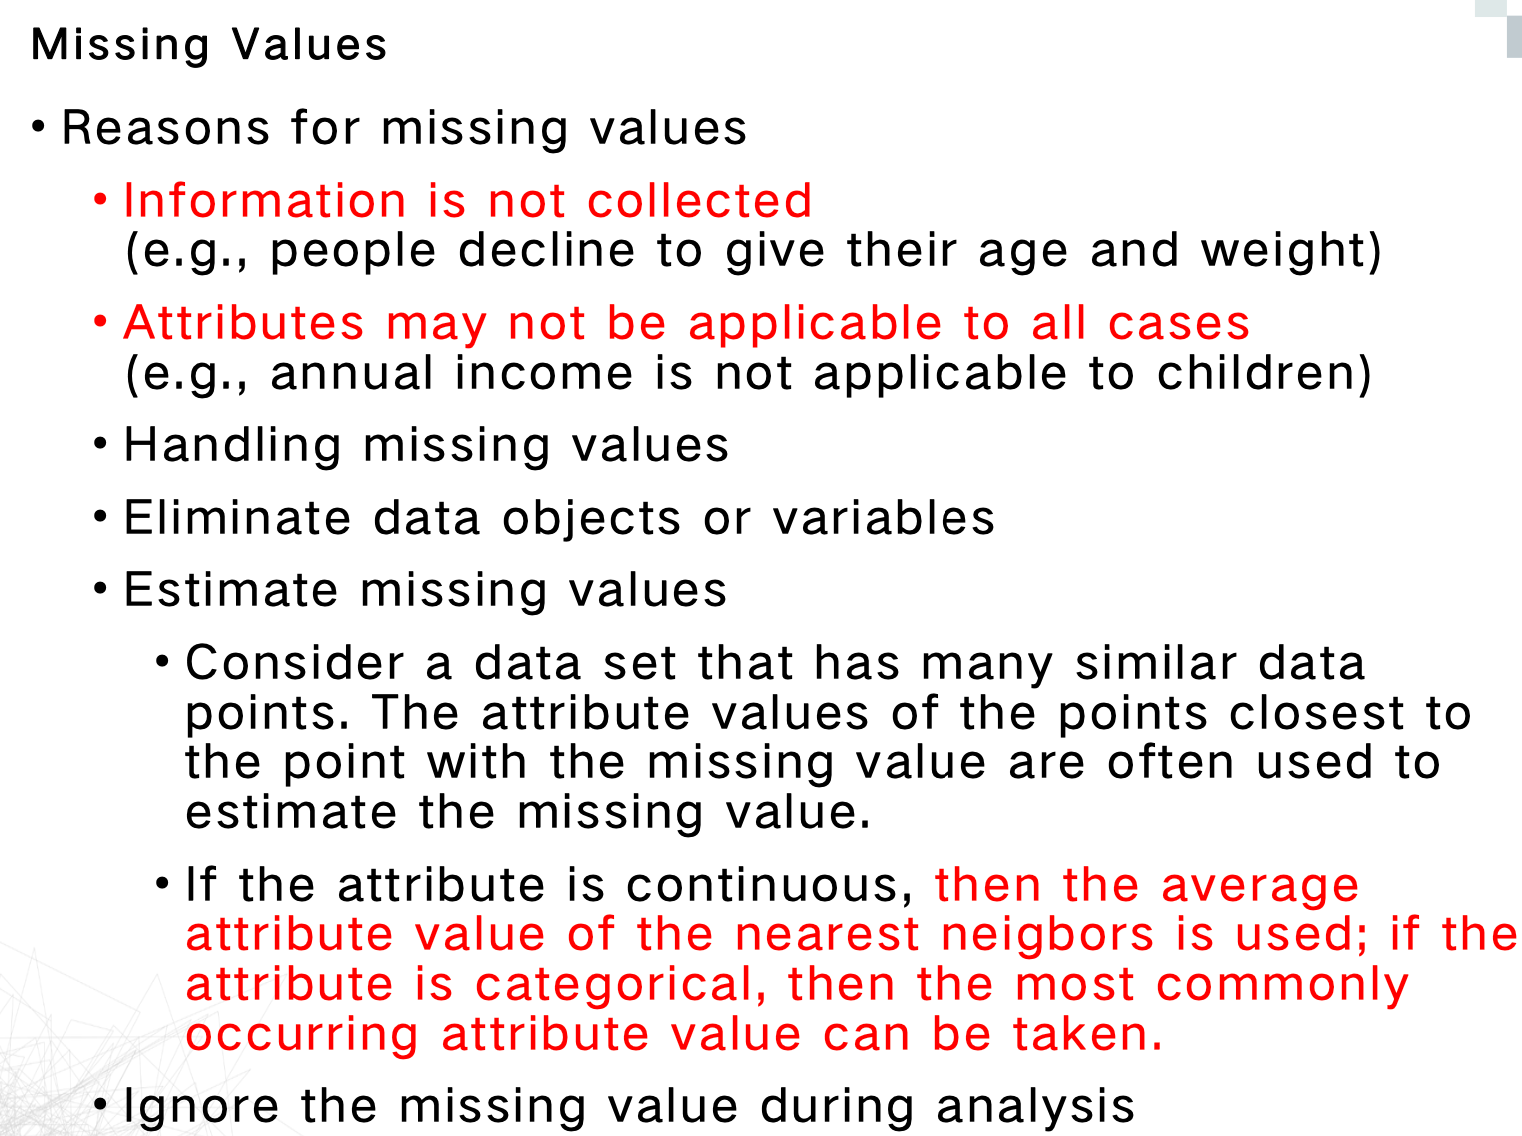 Missing Values
• Reasons for missing values
• Information is not collected
(e.g., people decline to give their age and weight)
• Attributes may not be applicable to all cases
(e.g., annual income is not applicable to children)
• Handling missing values
• Eliminate data objects or variables
• Estimate missing values
• Consider a data set that has many similar data
points. The attribute values of the points closest to
the point with the missing value are often used to
estimate the missing value.
• If the attribute is continuous, then the average
attribute value of the nearest neigbors is used; if the
attribute is categorical, then the most commonly
occurring attribute value can be taken.
• Ignore the missing value during analysis